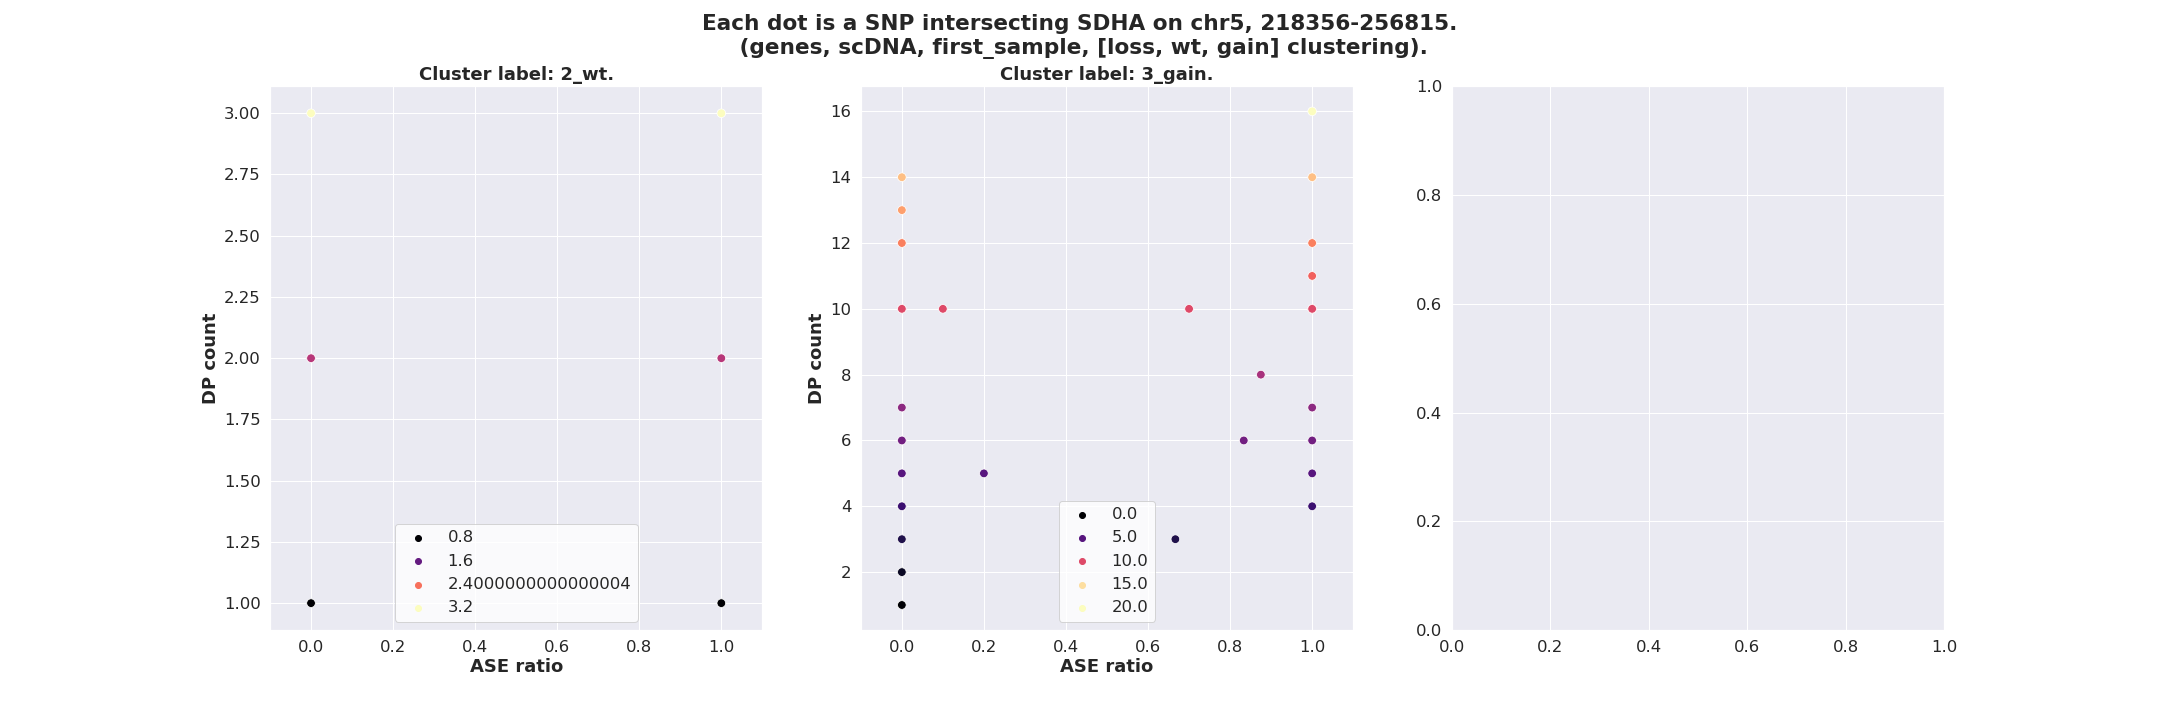 Each dot is a SNP intersecting SDHA on chr5, 218356-256815.
(genes, scDNA, first_sample, [loss, wt, gain] clustering).
Cluster label: 2_wt.
3.00
2.75
2.50
2.25
2.00
1.75
1.50
1.25
1.00
DP count
0.8
1.6
2.4000000000000004
3.2
0.0 0.2 0.4 0.6 0.8 1.0
ASE ratio
Cluster label: 3_gain.
16
14
12
10
8
6
4
2
DP count
0.0
5.0
10.0
15.0
20.0
0.0 0.2 0.4 0.6 0.8 1.0
ASE ratio
1.0
0.8
0.6
0.4
0.2
0.0
0.0 0.2 0.4 0.6 0.8 1.0